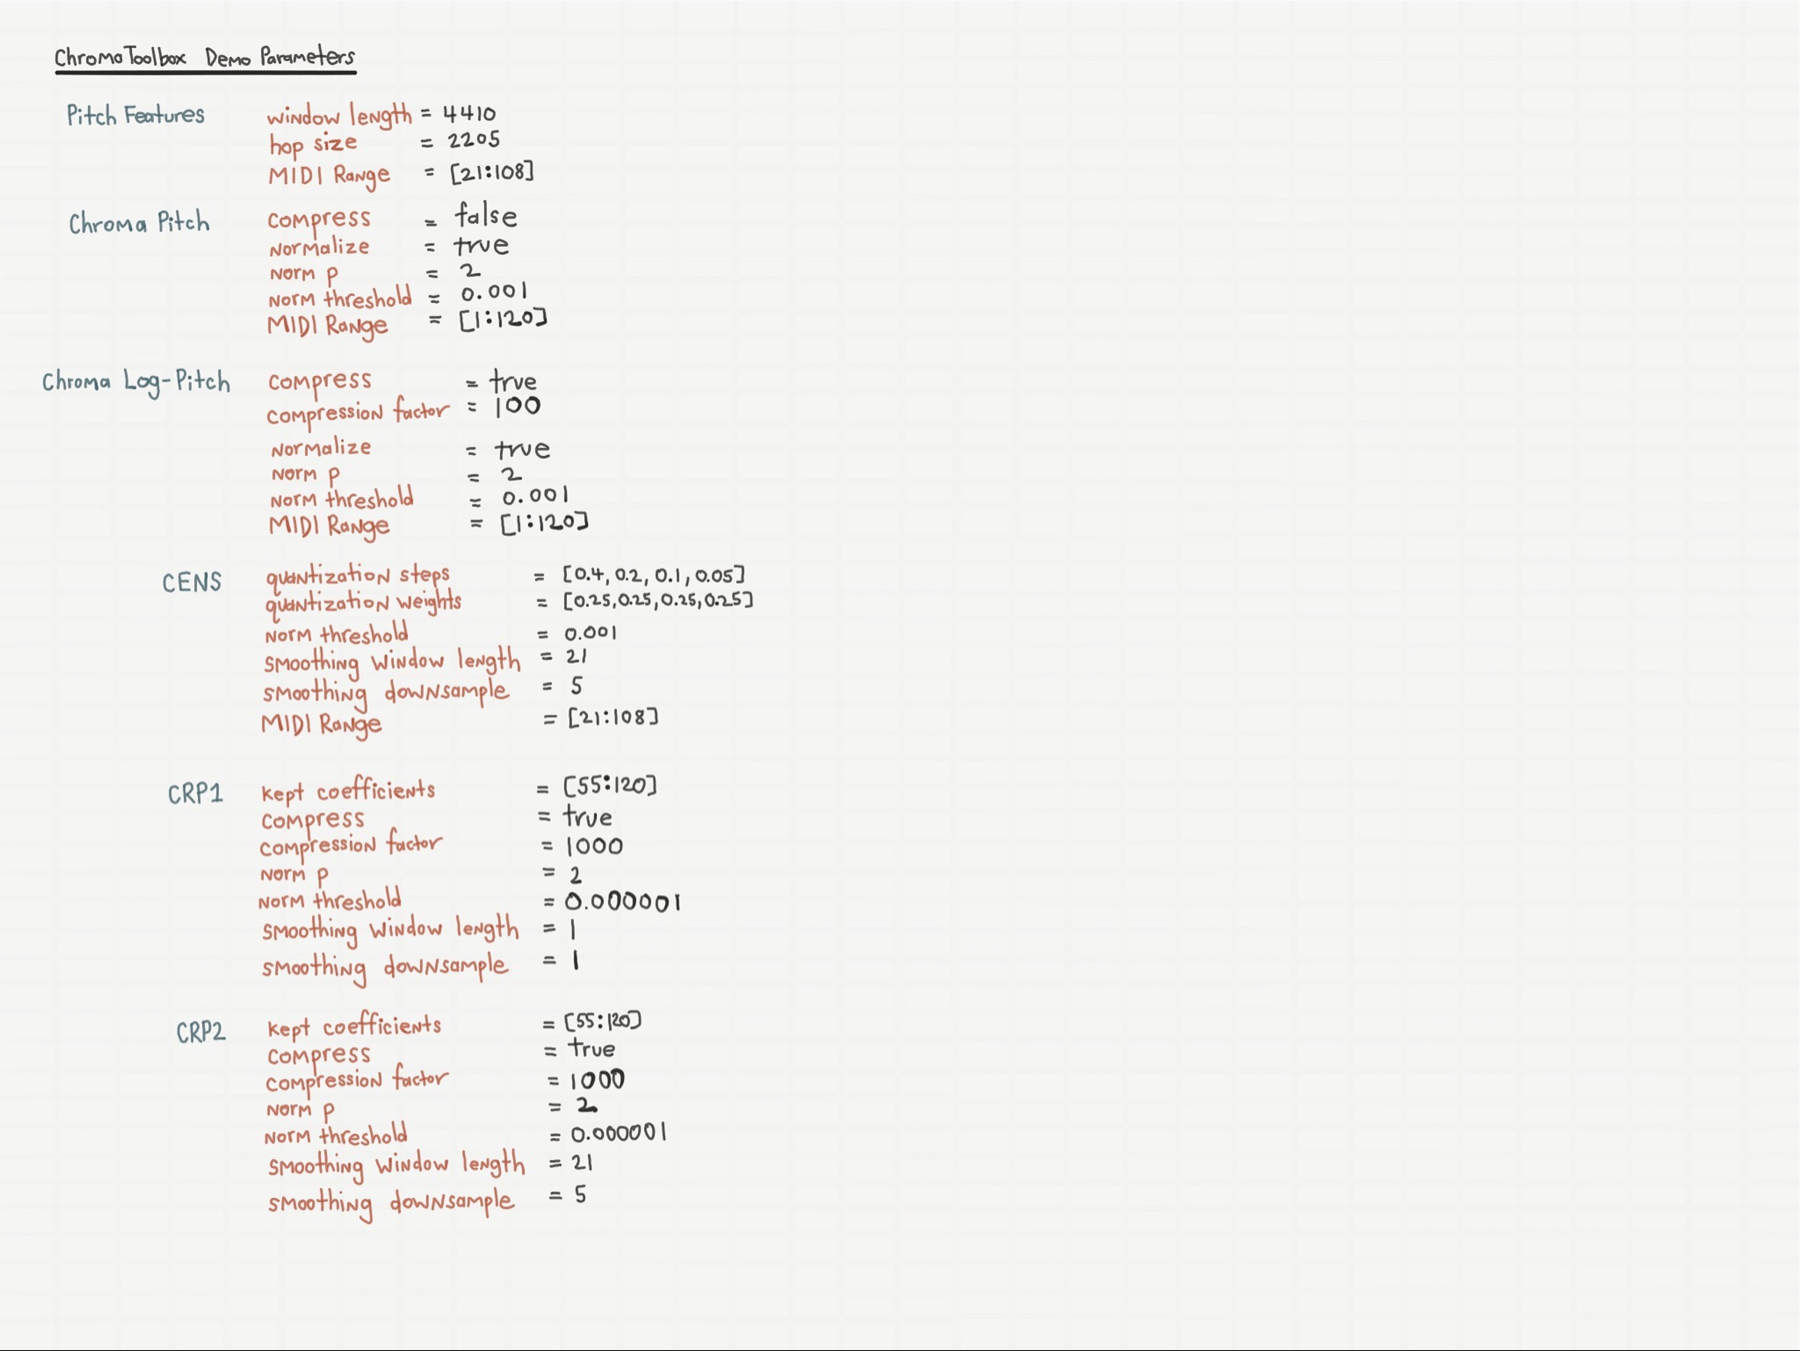 Chroma Toolbox Demo Parameters
Pitch Features window length = 4410
hop size = 2205
MIDI Range = [21:108]
Chroma Pitch compress = false
Normalize = true
Norm p = 2
Norm threshold = 0.001
MIDI Range = [1:120]
Chroma Log-Pitch compress = true
compression factor = 100
Normalize = true
Norm p = 2
Norm threshold = 0.001
MIDI Range = [1:120]
CENS quantization steps = [0.4, 0.2, 0.1, 0.05]
quantization weights = [0.25, 0.25, 0.25, 0.25]
Norm threshold = 0.001
smoothing window length = 21
smoothing downsample = 5
MIDI Range = [21:108]
CRP1 kept coefficients = [55:120]
compress = true
compression factor = 1000
Norm p = 2
Norm threshold = 0.000001
smoothing window length = 1
smoothing downsample = 1
CRP2 kept coefficients = [55:120]
compress = true
compression factor = 1000
Norm p = 2
Norm threshold = 0.000001
smoothing window length = 21
smoothing downsample = 5